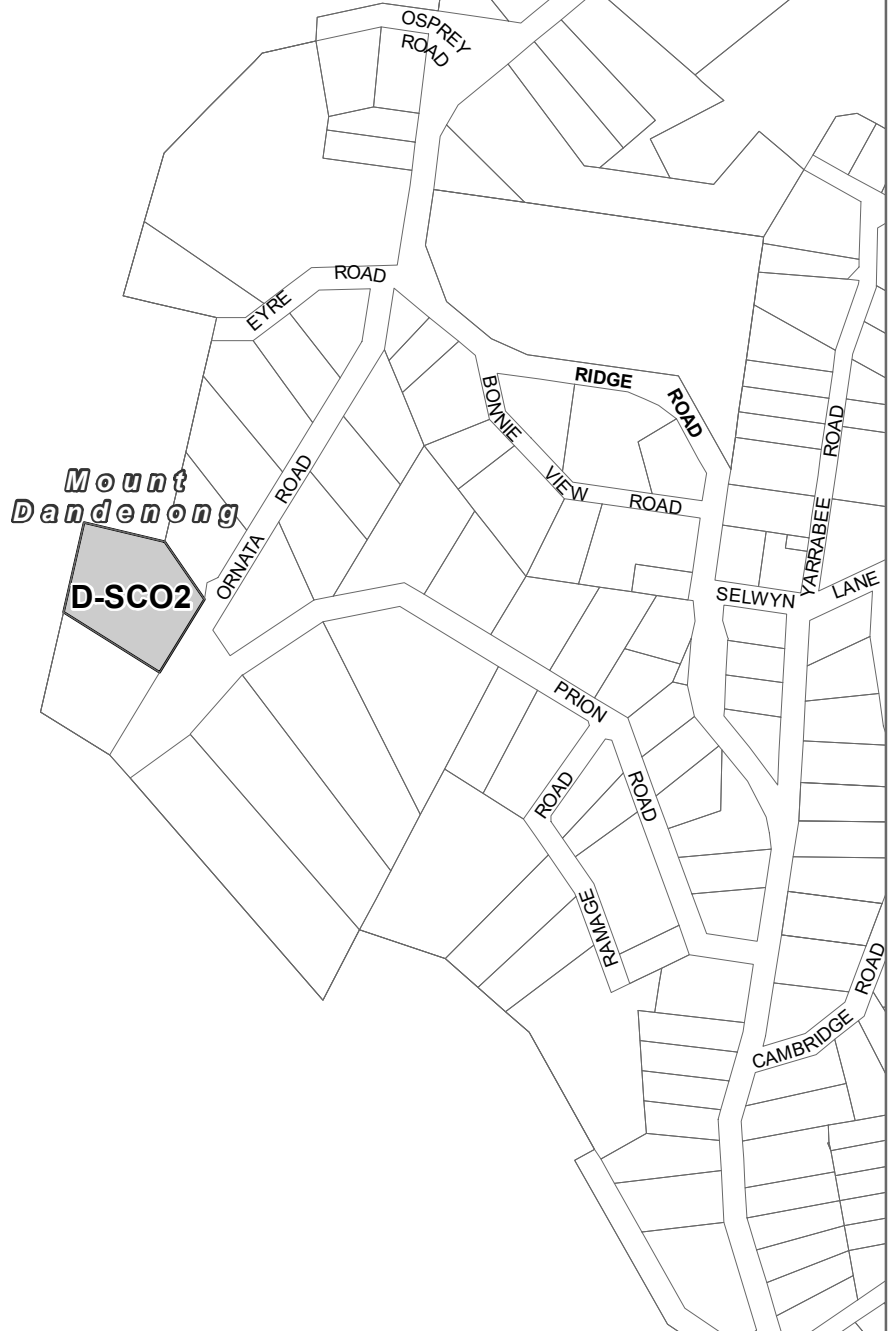 OSPREY
ROAD
EYRE ROAD
RIDGE ROAD
BONNIE VIEW ROAD
ORNATA ROAD
YARRABEE ROAD
Mount
Dandenong
D-SCO2
SELWYN LANE
PRION ROAD
RAMAGE ROAD
CAMBRIDGE ROAD